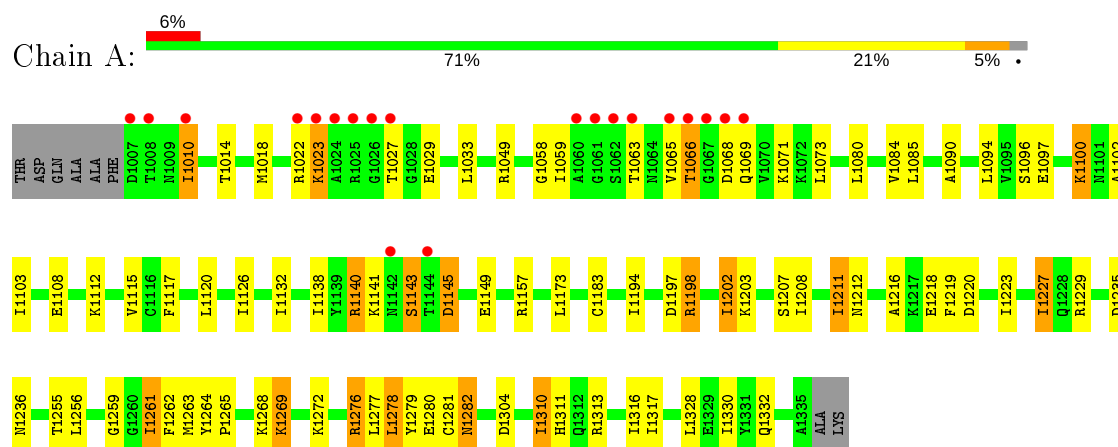 6%
Chain A:
71% 21% 5% •
THR ASP GLN ALA ALA PHE D1007 T1008 N1009 I1010 T1014 M1018 R1022 K1023 A1024 R1025 G1026 T1027 G1028 E1029 L1033 R1049 G1058 I1059 A1060 G1061 S1062 T1063 N1064 V1065 T1066 G1067 D1068 Q1069 V1070 K1071 K1072 L1073 L1080 V1084 L1085 A1090 L1094 V1095 S1096 E1097 K1100 N1101 A1102
I1103 E1108 K1112 V1115 C1116 F1117 L1120 I1126 I1132 I1138 Y1139 R1140 K1141 N1142 S1143 T1144 D1145 E1149 R1157 L1173 C1183 I1194 D1197 R1198 I1202 K1203 S1207 I1208 I1211 N1212 A1216 K1217 E1218 F1219 D1220 I1223 I1227 Q1228 R1229 D1235
N1236 T1255 L1256 G1259 G1260 I1261 F1262 M1263 Y1264 P1265 K1268 K1269 K1272 R1276 L1277 L1278 Y1279 E1280 C1281 N1282 D1304 I1310 H1311 Q1312 R1313 I1316 I1317 L1328 E1329 I1330 Y1331 Q1332 A1335 ALA LYS